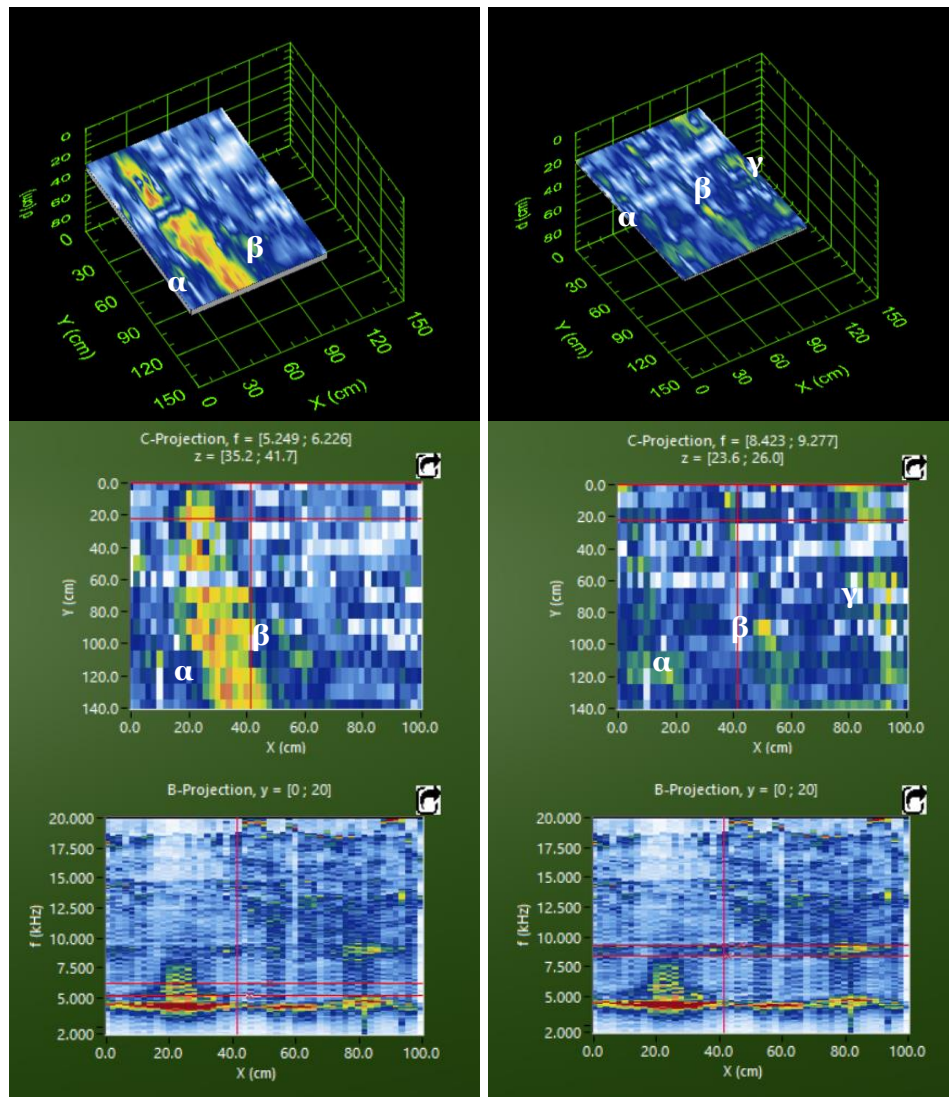 0
20
40
60
80
0
30
60
90
120
150
Y (cm)
0
30
60
90
120
150
X (cm)
α
β
0
20
40
60
80
0
30
60
90
120
150
Y (cm)
0
30
60
90
120
150
X (cm)
α
β
γ
C-Projection, f = [5.249 ; 6.226]
z = [35.2 ; 41.7]
0.0
20.0
40.0
60.0
80.0
100.0
120.0
140.0
Y (cm)
α
β
0.0 20.0 40.0 60.0 80.0 100.0
X (cm)
C-Projection, f = [8.423 ; 9.277]
z = [23.6 ; 26.0]
0.0
20.0
40.0
60.0
80.0
100.0
120.0
140.0
Y (cm)
α
β
γ
0.0 20.0 40.0 60.0 80.0 100.0
X (cm)
B-Projection, y = [0 ; 20]
20.000
17.500
15.000
12.500
10.000
7.500
5.000
2.000
f (kHz)
0.0 20.0 40.0 60.0 80.0 100.0
X (cm)
B-Projection, y = [0 ; 20]
20.000
17.500
15.000
12.500
10.000
7.500
5.000
2.000
f (kHz)
0.0 20.0 40.0 60.0 80.0 100.0
X (cm)